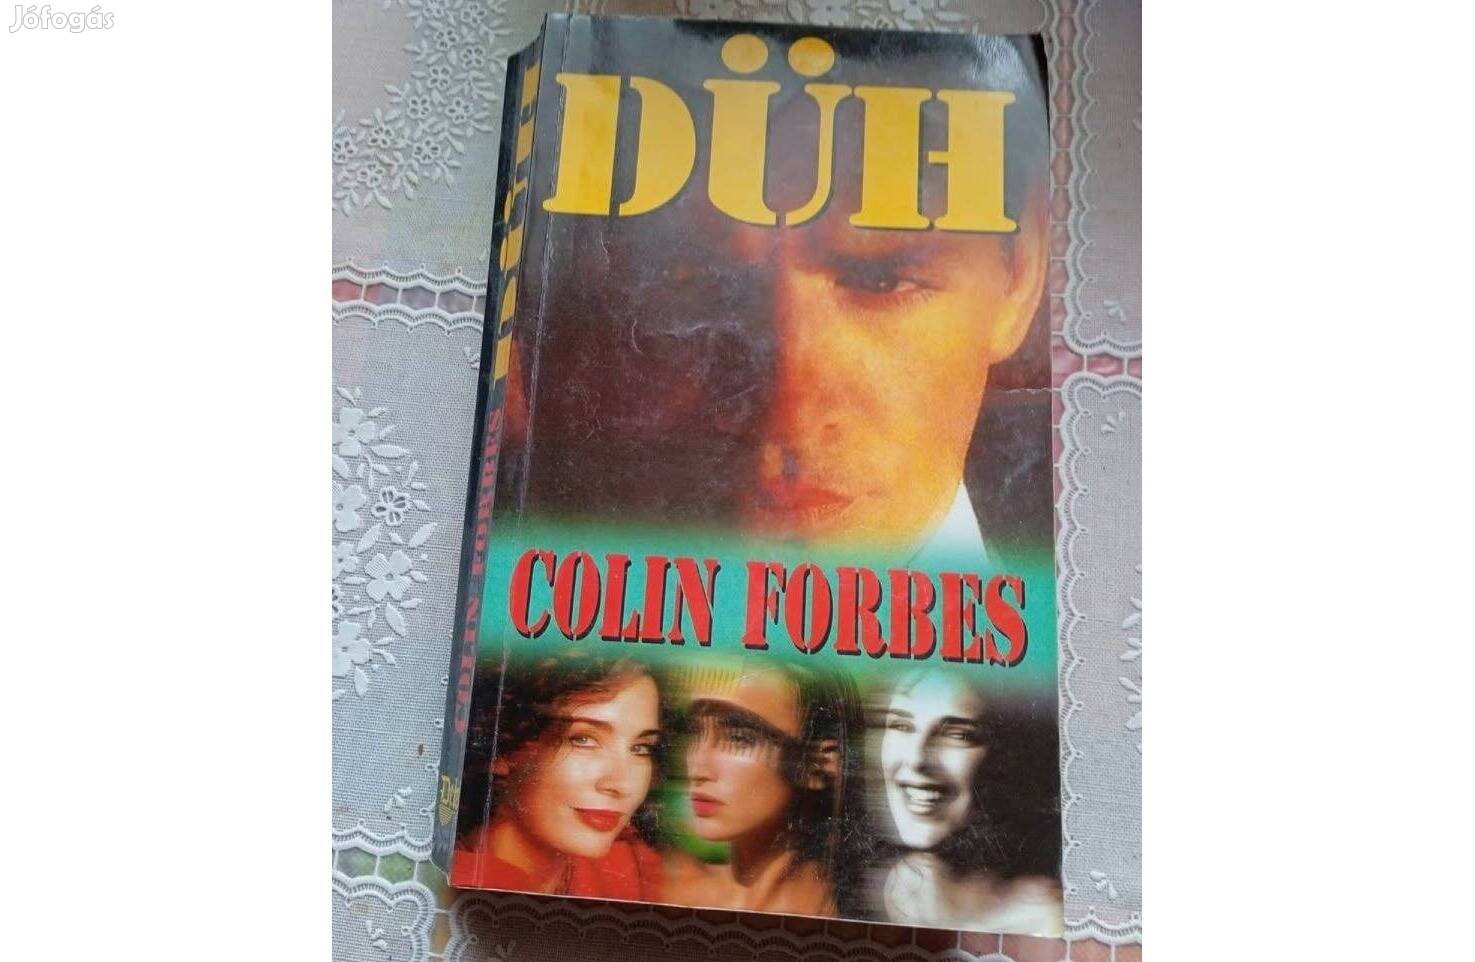 Jófogás
DÜH
COLIN FORBES
DÜH
COLIN FORBES